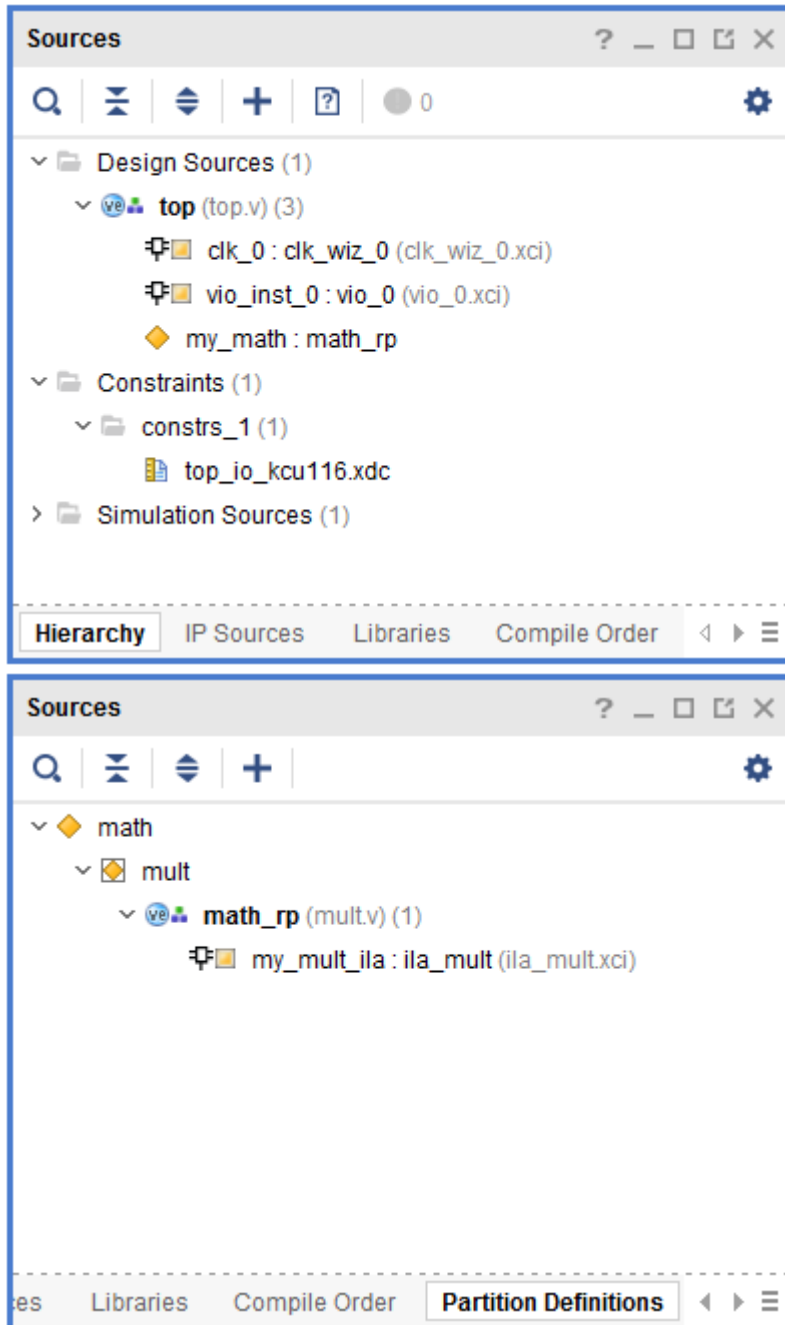 Sources
0
Design Sources (1)
top (top.v) (3)
clk_0 : clk_wiz_0 (clk_wiz_0.xci)
vio_inst_0 : vio_0 (vio_0.xci)
my_math : math_rp
Constraints (1)
constrs_1 (1)
top_io_kcu116.xdc
Simulation Sources (1)
Hierarchy IP Sources Libraries Compile Order
Sources
math
mult
math_rp (mult.v) (1)
my_mult_ila : ila_mult (ila_mult.xci)
es Libraries Compile Order Partition Definitions